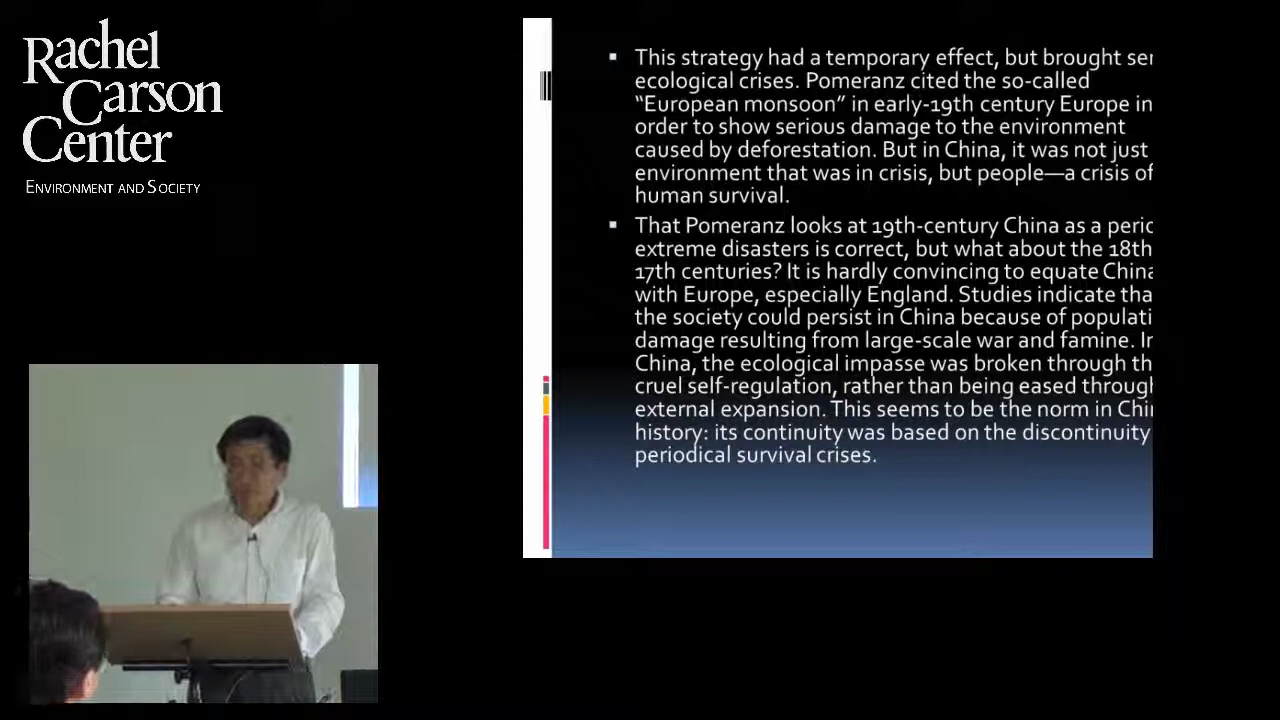 Rachel
Carson
Center
ENVIRONMENT AND SOCIETY
▪ This strategy had a temporary effect, but brought ser
ecological crises. Pomeranz cited the so-called
“European monsoon” in early-19th century Europe in
order to show serious damage to the environment
caused by deforestation. But in China, it was not just
environment that was in crisis, but people—a crisis of
human survival.
▪ That Pomeranz looks at 19th-century China as a peric
extreme disasters is correct, but what about the 18th
17th centuries? It is hardly convincing to equate China
with Europe, especially England. Studies indicate tha
the society could persist in China because of populati
damage resulting from large-scale war and famine. In
China, the ecological impasse was broken through th
cruel self-regulation, rather than being eased through
external expansion. This seems to be the norm in Chi
history: its continuity was based on the discontinuity
periodical survival crises.